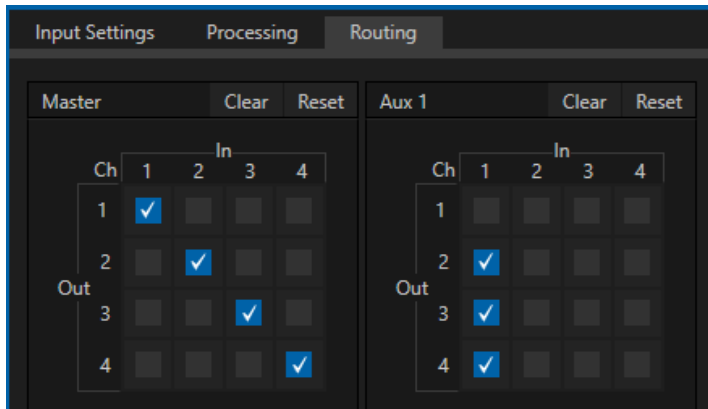 Input Settings Processing Routing
Master Clear Reset Aux 1 Clear Reset
In In
Ch 1 2 3 4 Ch 1 2 3 4
1 1
2 2
Out Out
3 3
4 4